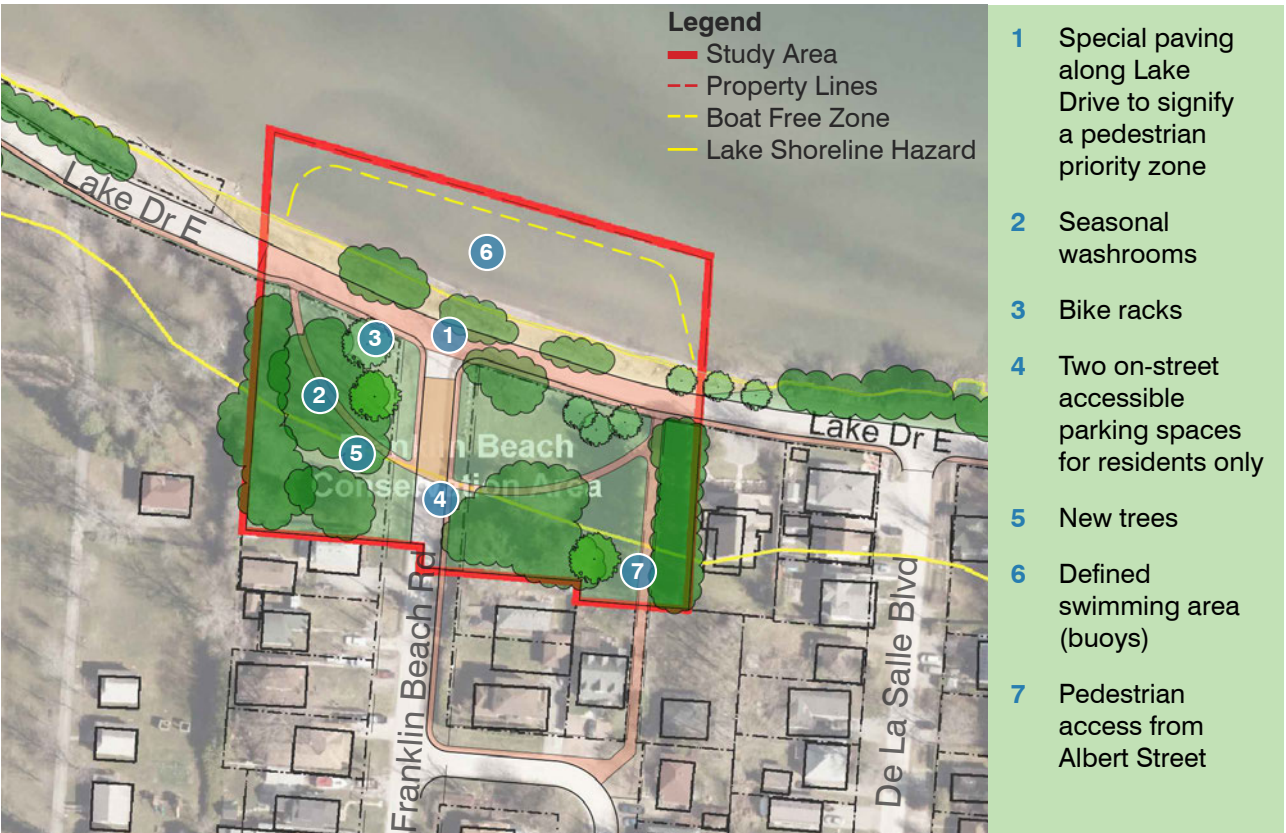 Legend
Study Area
Property Lines
Boat Free Zone
Lake Shoreline Hazard
Lake Dr E
6
3
1
2
5
nklin Beach
Conservation Area
4
7
Lake Dr E
Franklin Beach Rd
De La Salle Blvd
1 Special paving
along Lake
Drive to signify
a pedestrian
priority zone
2 Seasonal
washrooms
3 Bike racks
4 Two on-street
accessible
parking spaces
for residents only
5 New trees
6 Defined
swimming area
(buoys)
7 Pedestrian
access from
Albert Street